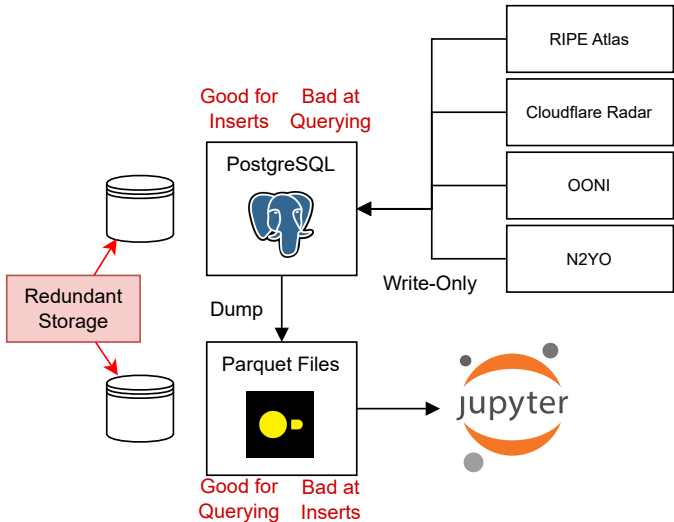 RIPE Atlas
Cloudflare Radar
OONI
N2YO
Good for
Inserts
Bad at
Querying
PostgreSQL
Write-Only
Redundant
Storage
Dump
Parquet Files
jupyter
Good for
Querying
Bad at
Inserts